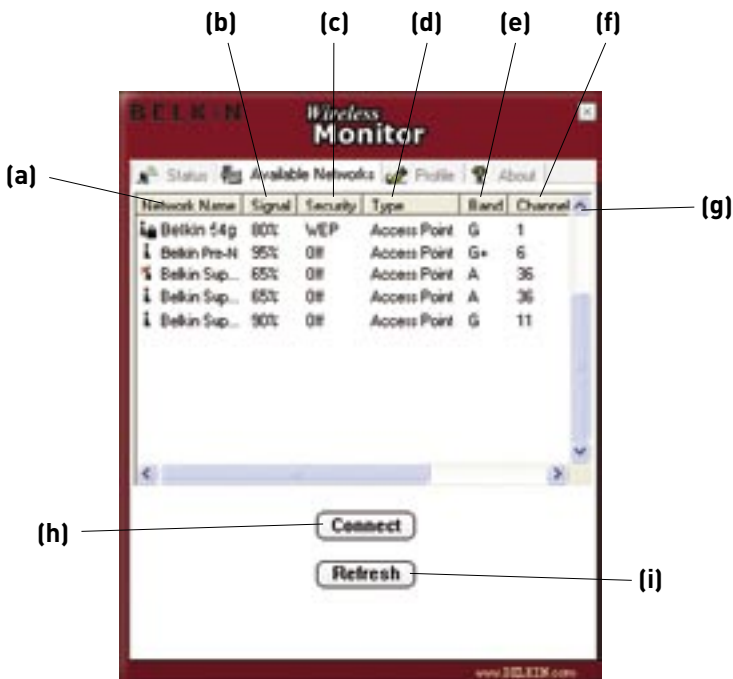 (b) (c) (d) (e) (f)
BELKIN Wireless Monitor
(a)
Status Available Networks Profile About
(g)
Network Name Signal Security Type Band Channel
Belkin 54g 80% WEP Access Point G 1
Belkin Pre-N 95% Off Access Point G+ 6
Belkin Sup... 65% Off Access Point A 36
Belkin Sup... 65% Off Access Point A 36
Belkin Sup... 90% Off Access Point G 11
(h) Connect
Refresh (i)
www.BELKIN.com